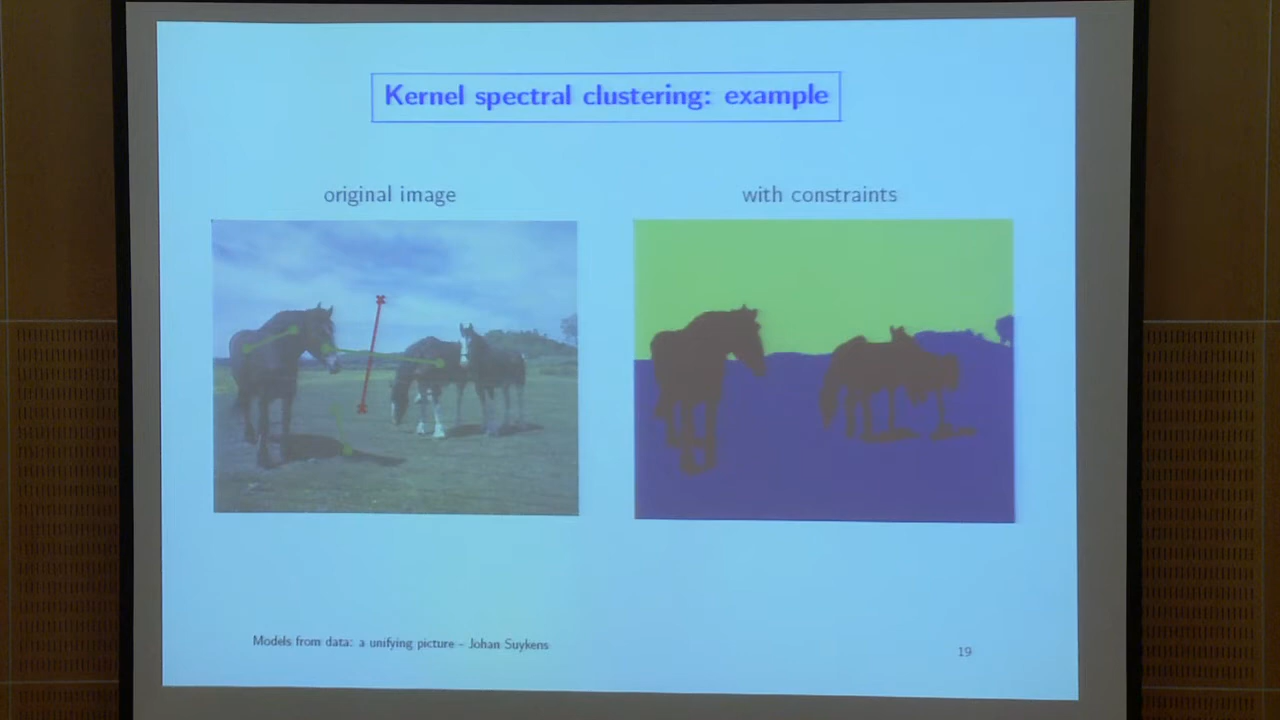 Kernel spectral clustering: example
original image
with constraints
Models from data: a unifying picture - Johan Suykens
19